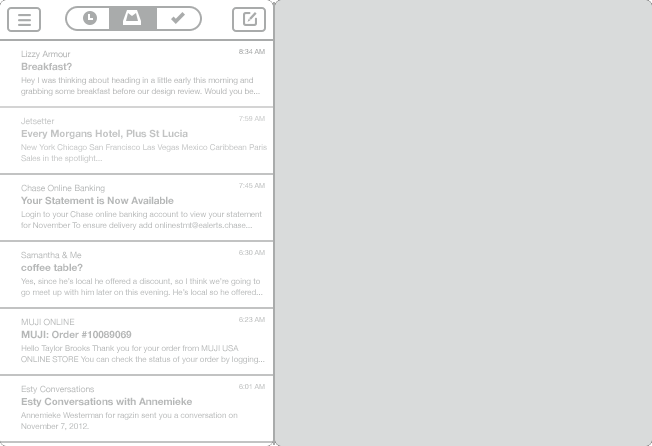 Lizzy Armour
8:34 AM
Breakfast?
Hey I was thinking about heading in a little early this morning and
grabbing some breakfast before our design review. Would you be...
Jetsetter
7:58 AM
Every Morgans Hotel, Plus St Lucia
New York Chicago San Francisco Las Vegas Mexico Caribbean Paris
Sales in the spotlight...
Chase Online Banking
7:45 AM
Your Statement is Now Available
Login to your Chase online banking account to view your statement
for November To ensure delivery add onlinestmt@ealerts.chase...
Samantha & Me
6:30 AM
coffee table?
Yes, since he's local he offered a discount, so I think we're going to
go meet up with him later on this evening. He's local so he offered...
MUJI ONLINE
6:23 AM
MUJI: Order #10089069
Hello Taylor Brooks Thank you for your order from MUJI USA
ONLINE STORE You can check the status of your order by logging...
Esty Conversations
6:01 AM
Esty Conversations with Annemieke
Annemieke Westerman for ragzin sent you a conversation on
November 7, 2012.